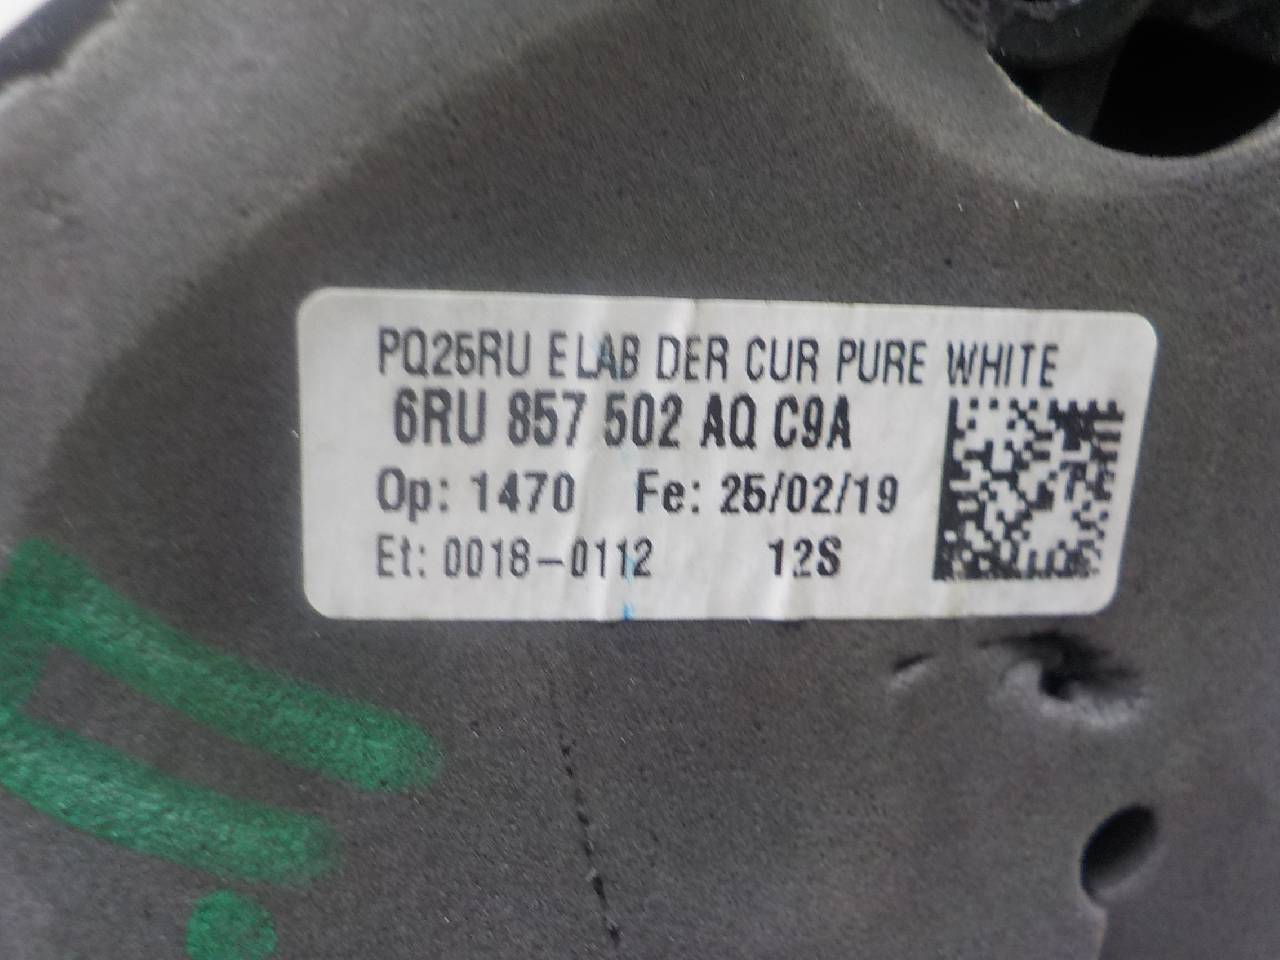 PQ25RU ELAB DER CUR PURE WHITE
6RU 857 502 AQ C9A
Op: 1470 Fe: 25/02/19
Et: 0018-0112 12S